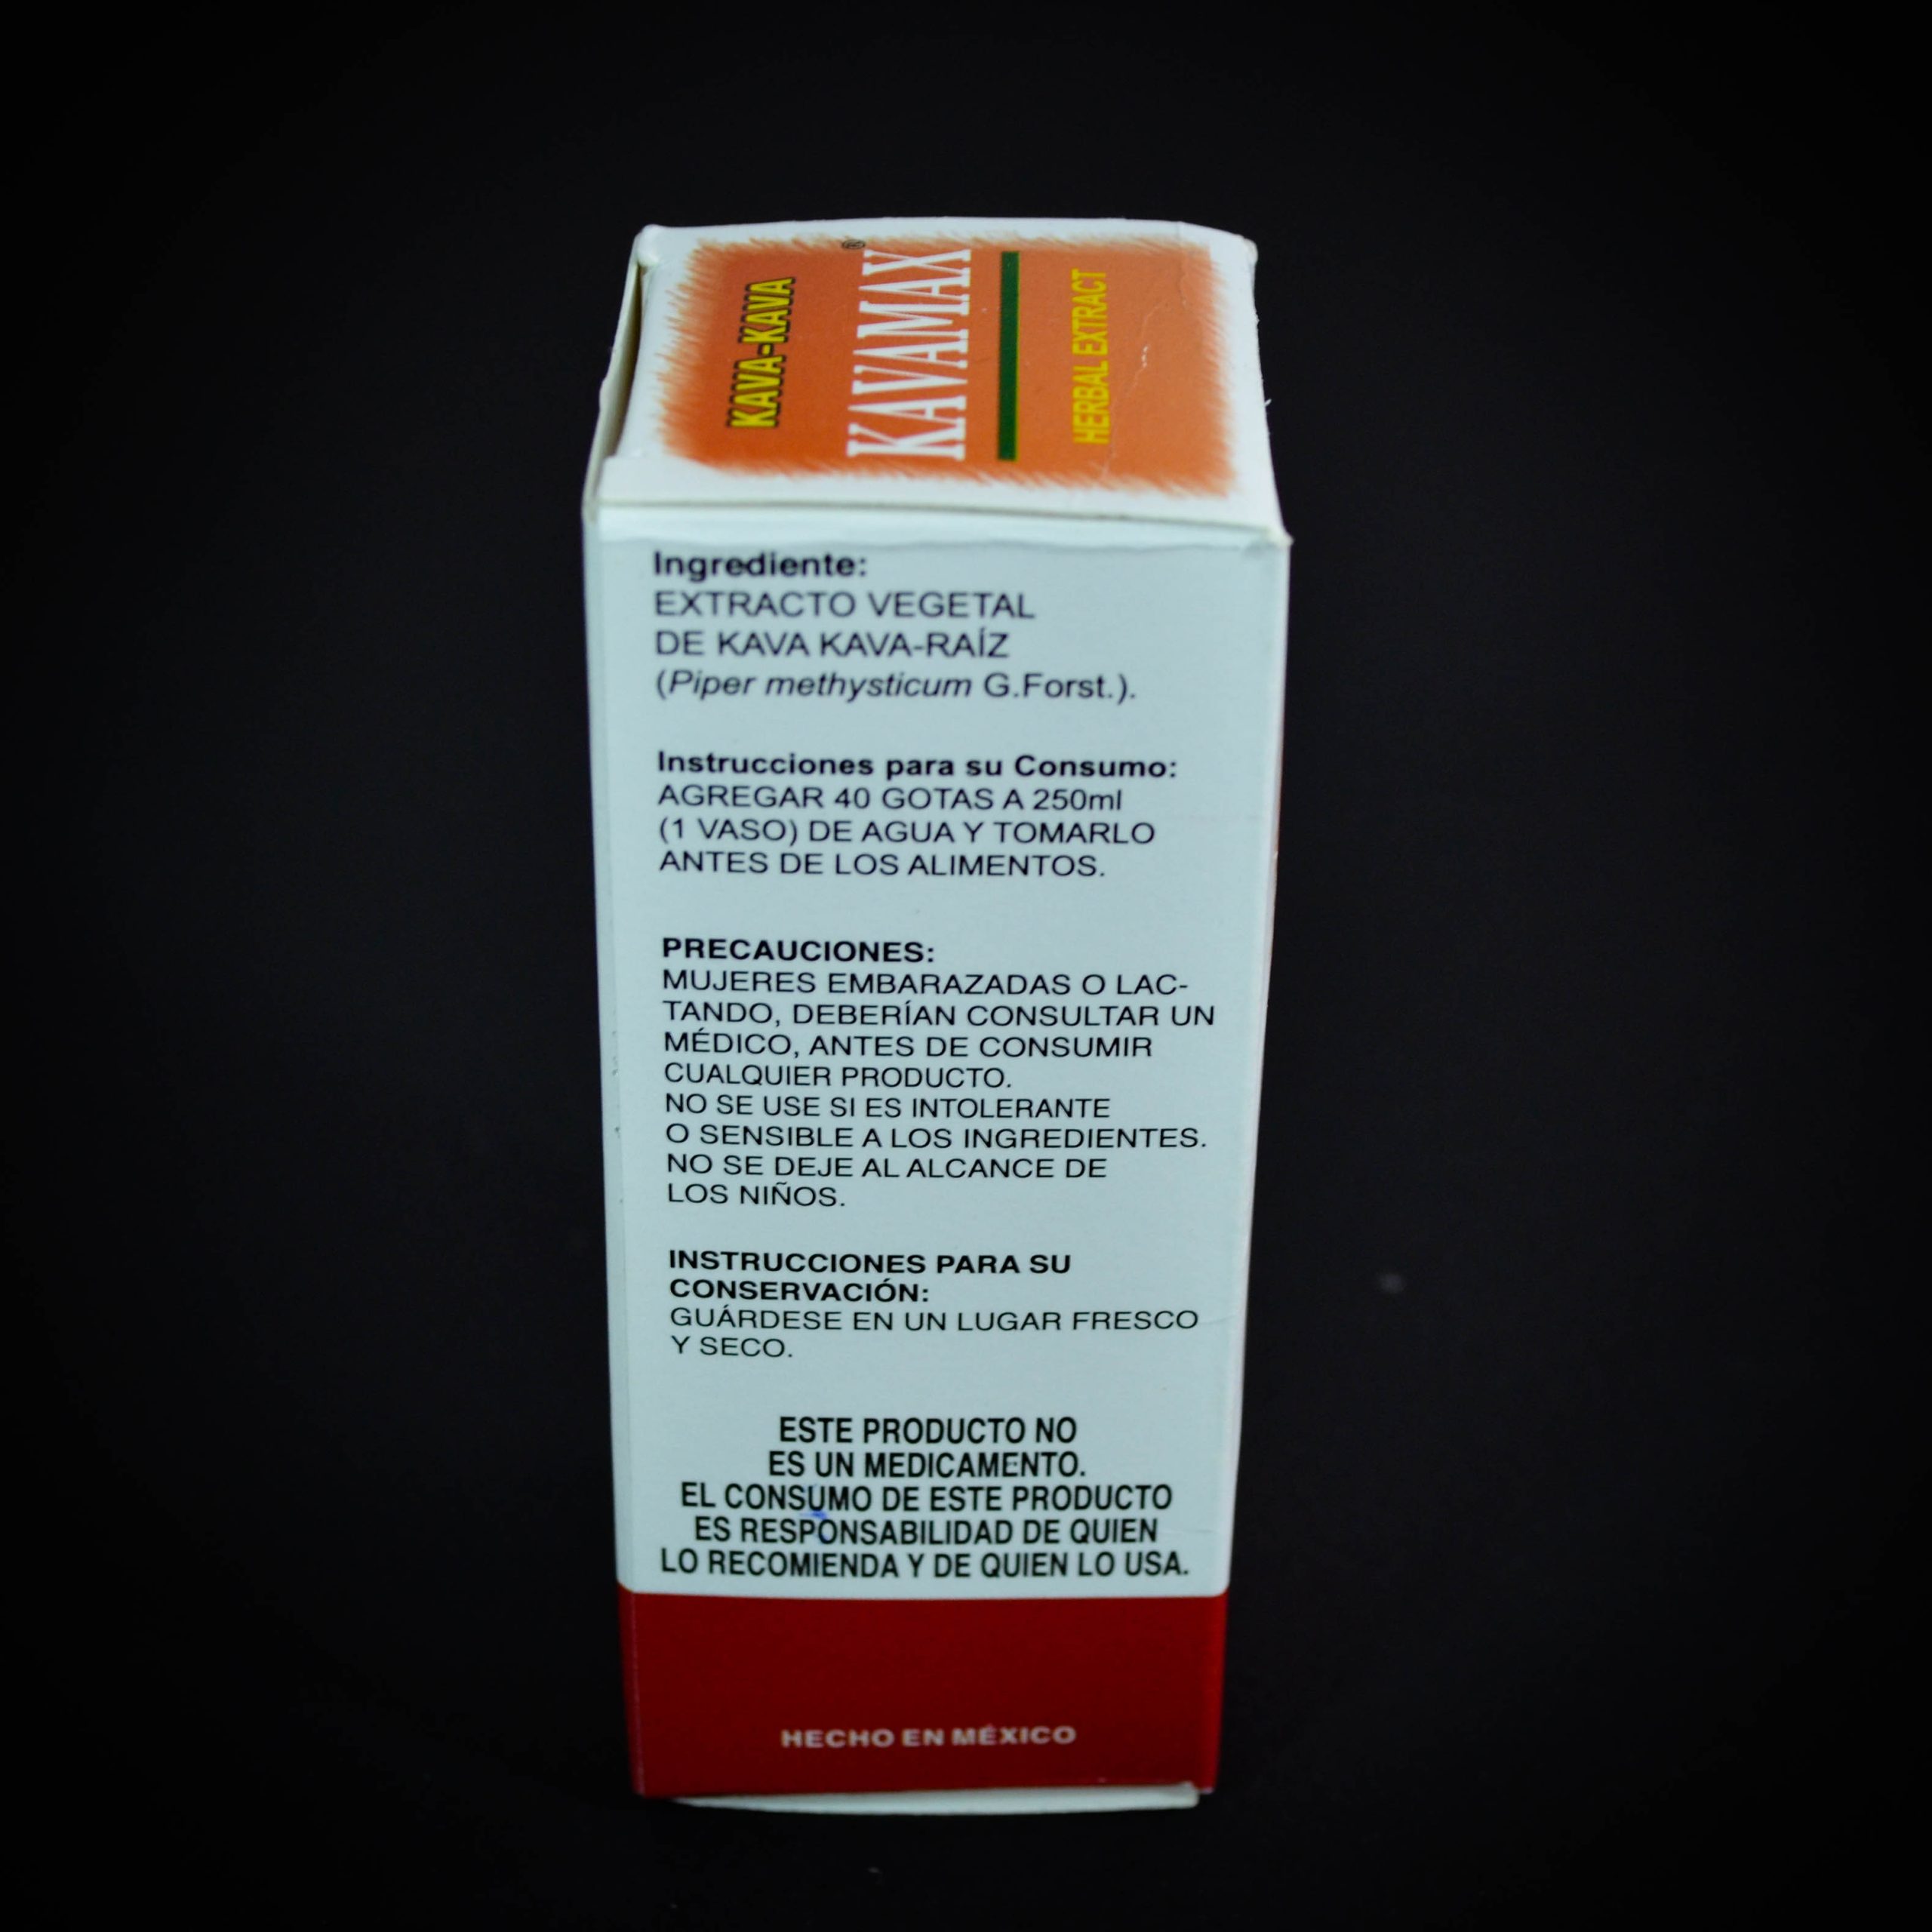 KAVA-KAVA
KAVAMAX®
HERBAL EXTRACT
Ingrediente:
EXTRACTO VEGETAL
DE KAVA KAVA-RAÍZ
(Piper methysticum G.Forst.).
Instrucciones para su Consumo:
AGREGAR 40 GOTAS A 250ml
(1 VASO) DE AGUA Y TOMARLO
ANTES DE LOS ALIMENTOS.
PRECAUCIONES:
MUJERES EMBARAZADAS O LAC-
TANDO, DEBERÍAN CONSULTAR UN
MÉDICO, ANTES DE CONSUMIR
CUALQUIER PRODUCTO.
NO SE USE SI ES INTOLERANTE
O SENSIBLE A LOS INGREDIENTES.
NO SE DEJE AL ALCANCE DE
LOS NIÑOS.
INSTRUCCIONES PARA SU
CONSERVACIÓN:
GUÁRDESE EN UN LUGAR FRESCO
Y SECO.
ESTE PRODUCTO NO
ES UN MEDICAMENTO.
EL CONSUMO DE ESTE PRODUCTO
ES RESPONSABILIDAD DE QUIEN
LO RECOMIENDA Y DE QUIEN LO USA.
HECHO EN MÉXICO